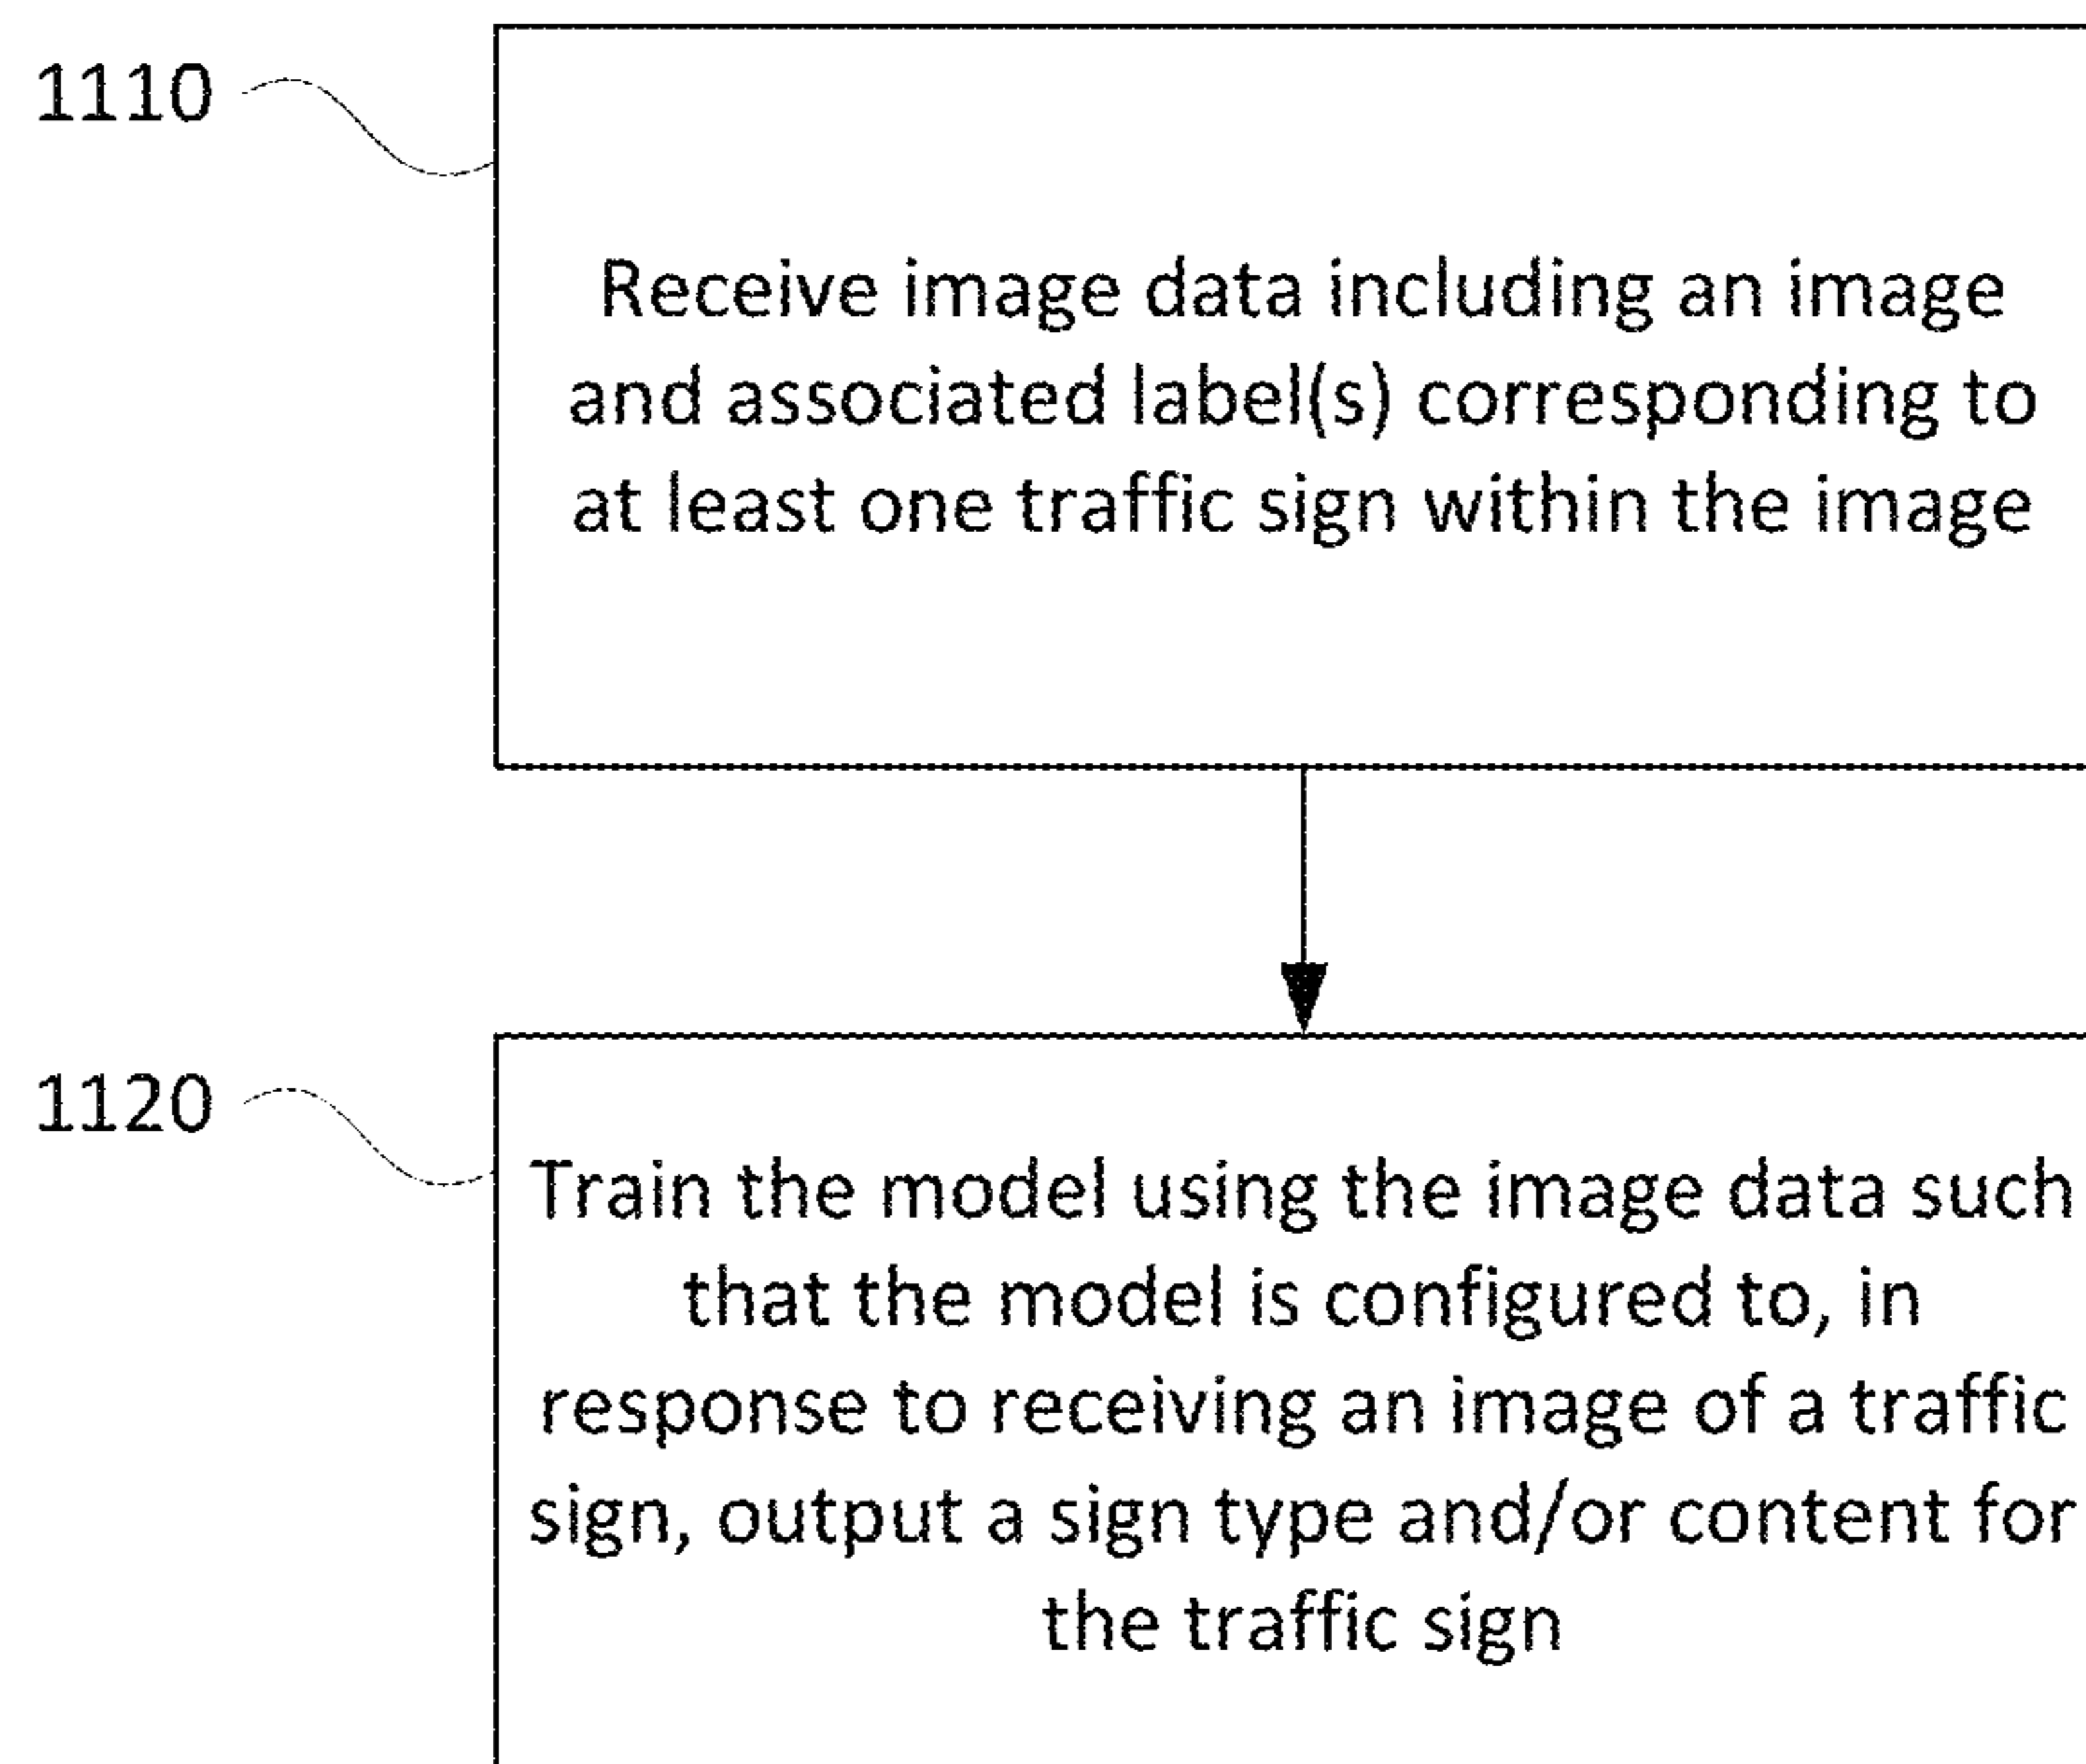 1110
Receive image data including an image
and associated label(s) corresponding to
at least one traffic sign within the image
1120
Train the model using the image data such
that the model is configured to, in
response to receiving an image of a traffic
sign, output a sign type and/or content for
the traffic sign